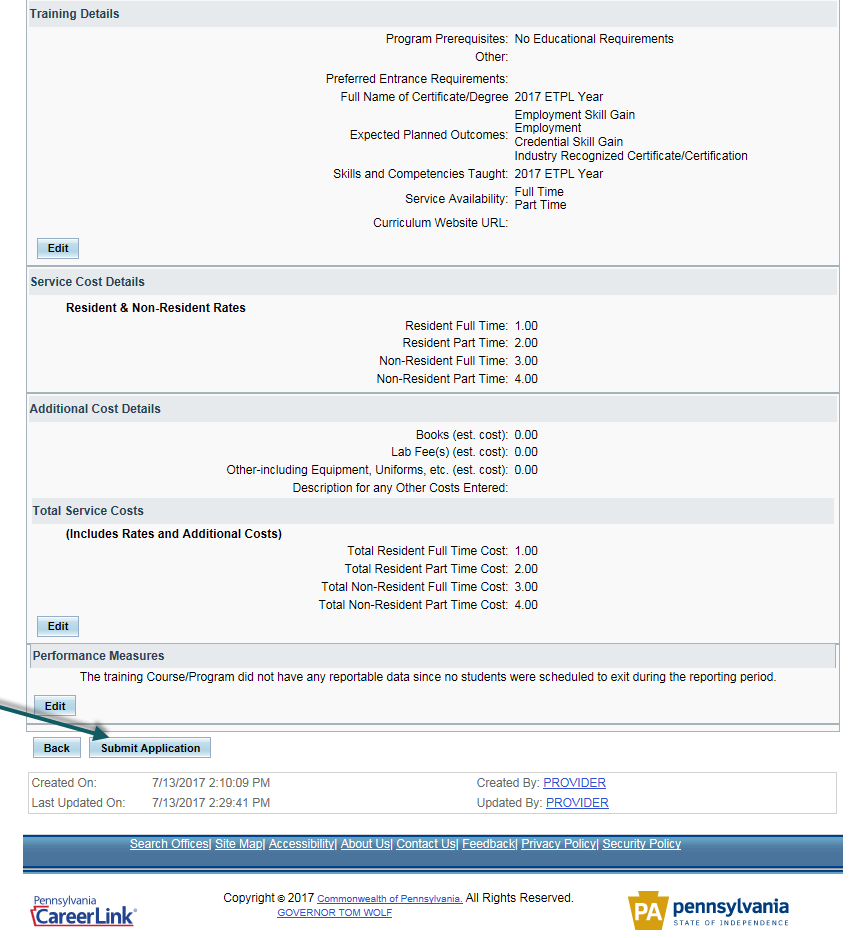 Training Details
Program Prerequisites: No Educational Requirements
Other:
Preferred Entrance Requirements:
Full Name of Certificate/Degree 2017 ETPL Year
Expected Planned Outcomes: Employment Skill Gain
Employment
Credential Skill Gain
Industry Recognized Certificate/Certification
Skills and Competencies Taught: 2017 ETPL Year
Service Availability: Full Time
Part Time
Curriculum Website URL:
Edit
Service Cost Details
Resident & Non-Resident Rates
Resident Full Time: 1.00
Resident Part Time: 2.00
Non-Resident Full Time: 3.00
Non-Resident Part Time: 4.00
Additional Cost Details
Books (est. cost): 0.00
Lab Fee(s) (est. cost): 0.00
Other-including Equipment, Uniforms, etc. (est. cost): 0.00
Description for any Other Costs Entered:
Total Service Costs
(Includes Rates and Additional Costs)
Total Resident Full Time Cost: 1.00
Total Resident Part Time Cost: 2.00
Total Non-Resident Full Time Cost: 3.00
Total Non-Resident Part Time Cost: 4.00
Edit
Performance Measures
The training Course/Program did not have any reportable data since no students were scheduled to exit during the reporting period.
Edit
Back Submit Application
Created On: 7/13/2017 2:10:09 PM Created By: PROVIDER
Last Updated On: 7/13/2017 2:29:41 PM Updated By: PROVIDER
Search Offices| Site Map| Accessibility| About Us| Contact Us| Feedback| Privacy Policy| Security Policy
Pennsylvania
CareerLink®
Copyright © 2017 Commonwealth of Pennsylvania. All Rights Reserved.
GOVERNOR TOM WOLF
PA pennsylvania
STATE OF INDEPENDENCE